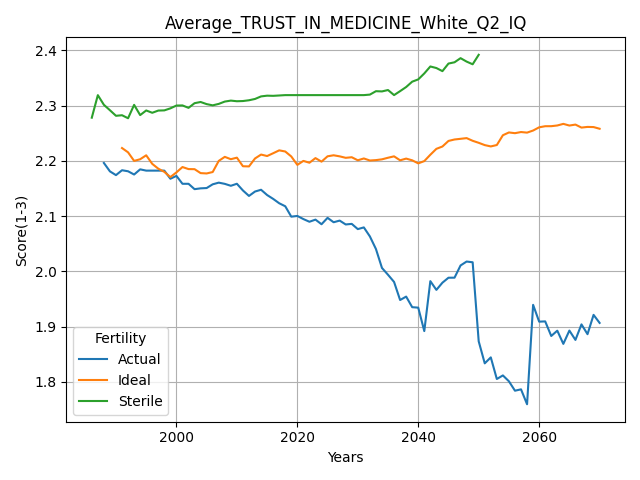 Average_TRUST_IN_MEDICINE_White_Q2_IQ
Score(1-3)
2.4
2.3
2.2
2.1
2.0
1.9
1.8
Fertility
Actual
Ideal
Sterile
2000
2020
2040
2060
Years